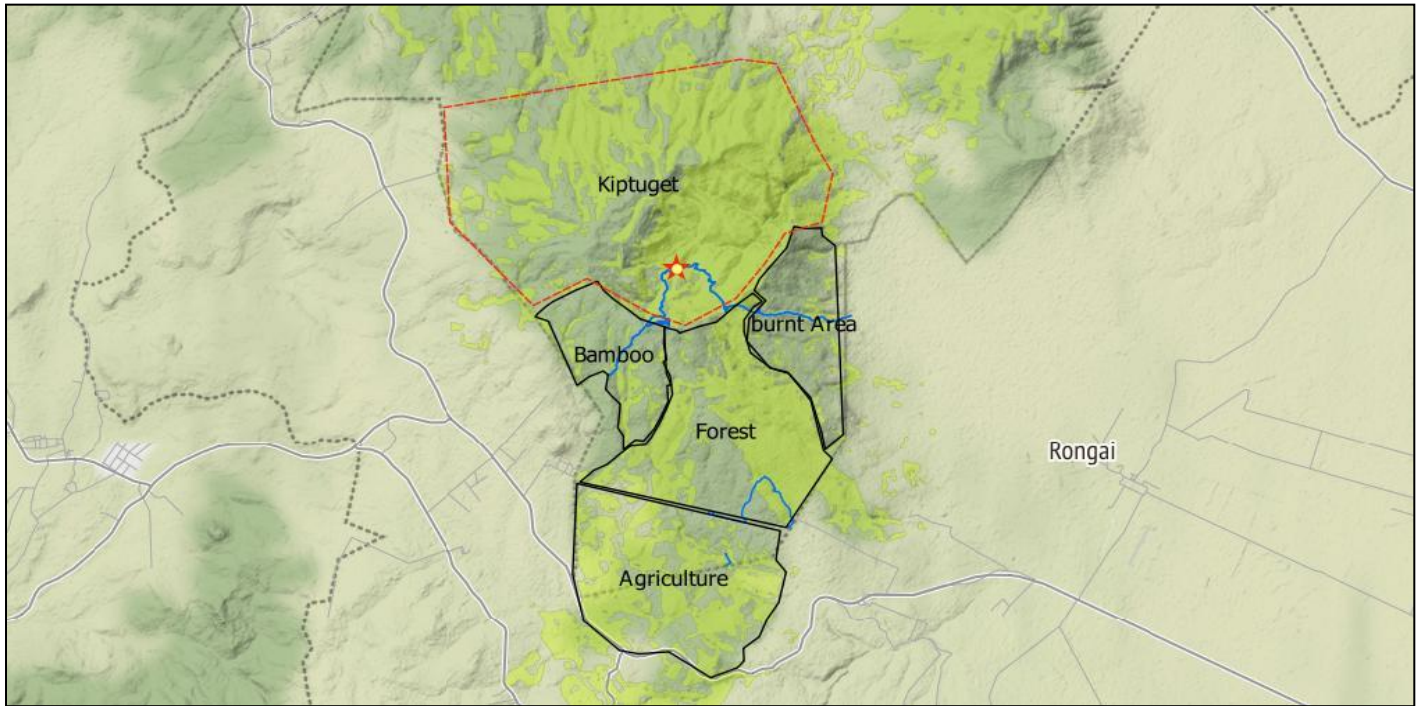 Kiptuget
burnt Area
Bamboo
Forest
Rongai
Agriculture